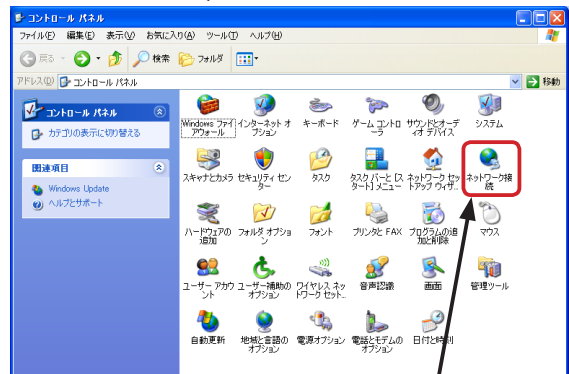 コントロール パネル
ファイル(F) 編集(E) 表示(V) お気に入り(A) ツール(T) ヘルプ(H)
戻る 検索 フォルダ
アドレス(D) コントロール パネル 移動
コントロール パネル
カテゴリの表示に切り替える
関連項目
Windows Update
ヘルプとサポート
Windows ファイ
アウォール
インターネット オ
プション
キーボード
ゲーム コントロ
ーラ
サウンドとオーデ
ィオ デバイス
システム
スキャナとカメラ
セキュリティ セン
ター
タスク
タスク バーと [ス
タート] メニュー
ネットワーク セッ
トアップ ウィザ...
ネットワーク接
続
ハードウェアの
追加
フォルダ オプショ
ン
フォント
プリンタと FAX
プログラムの追
加と削除
マウス
ユーザー アカウ
ント
ユーザー補助の
オプション
ワイヤレス ネッ
トワーク セット...
音声認識
画面
管理ツール
自動更新
地域と言語の
オプション
電源オプション
電話とモデムの
オプション
日付と時刻